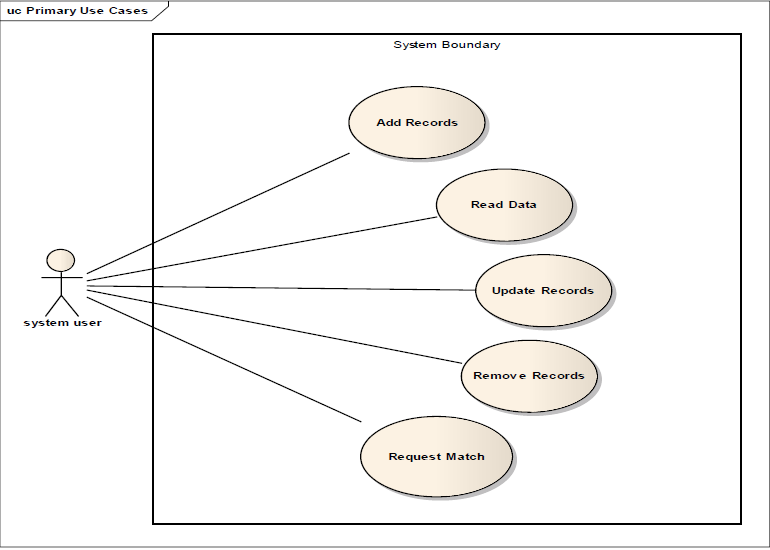 uc Primary Use Cases
System Boundary
Add Records
Read Data
Update Records
Remove Records
system user
Request Match